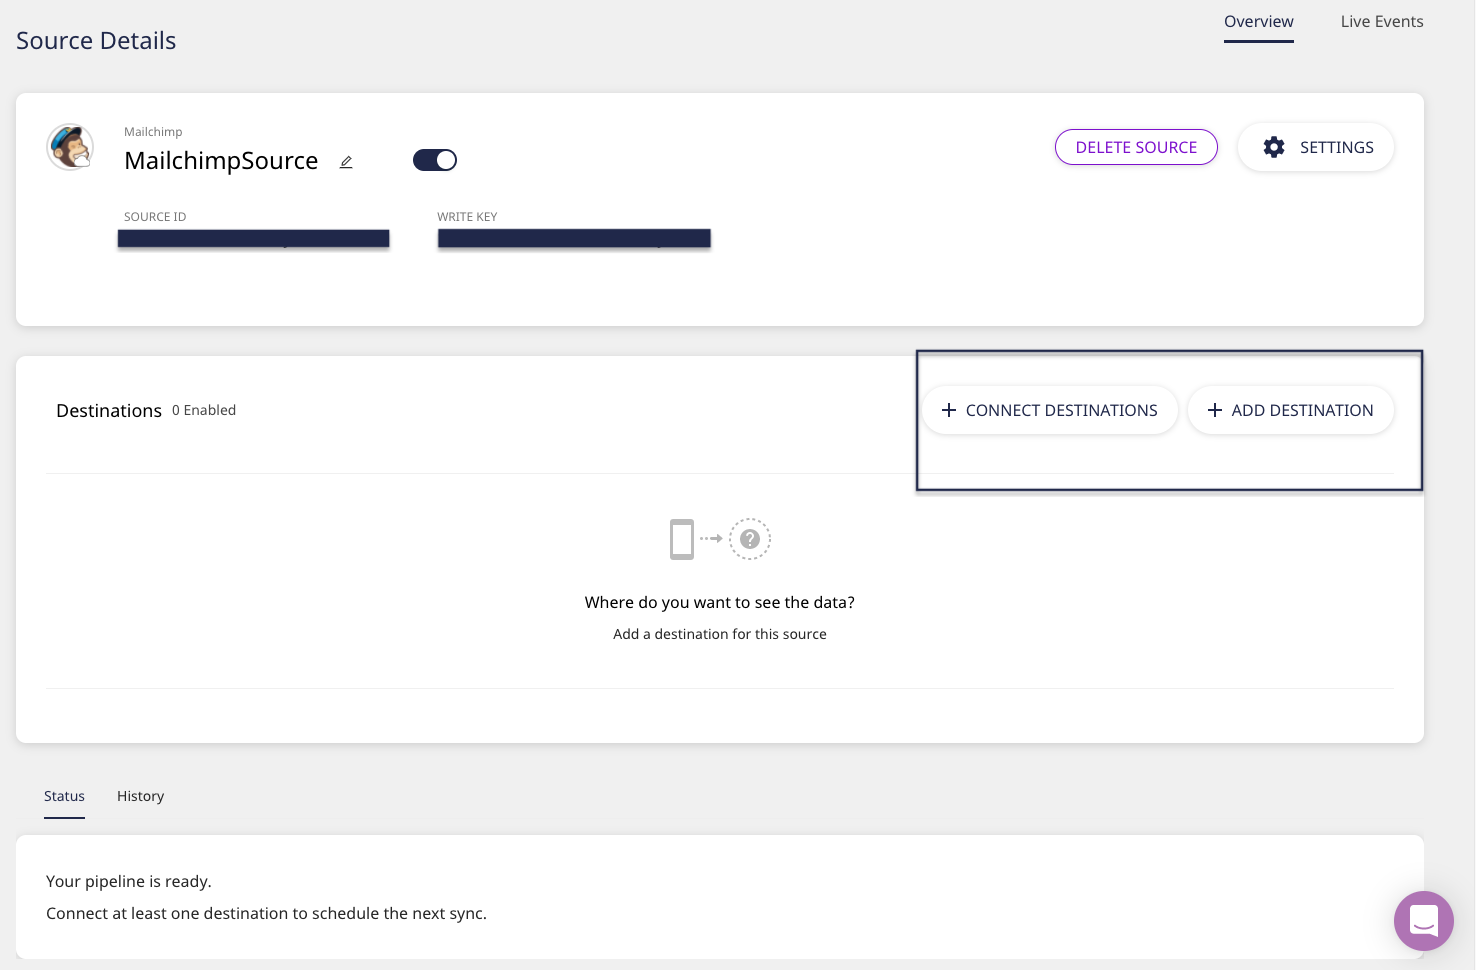 Source Details
Overview
Live Events
Mailchimp
MailchimpSource
DELETE SOURCE
SETTINGS
SOURCE ID
WRITE KEY
Destinations 0 Enabled
+ CONNECT DESTINATIONS
+ ADD DESTINATION
?
Where do you want to see the data?
Add a destination for this source
Status
History
Your pipeline is ready.
Connect at least one destination to schedule the next sync.